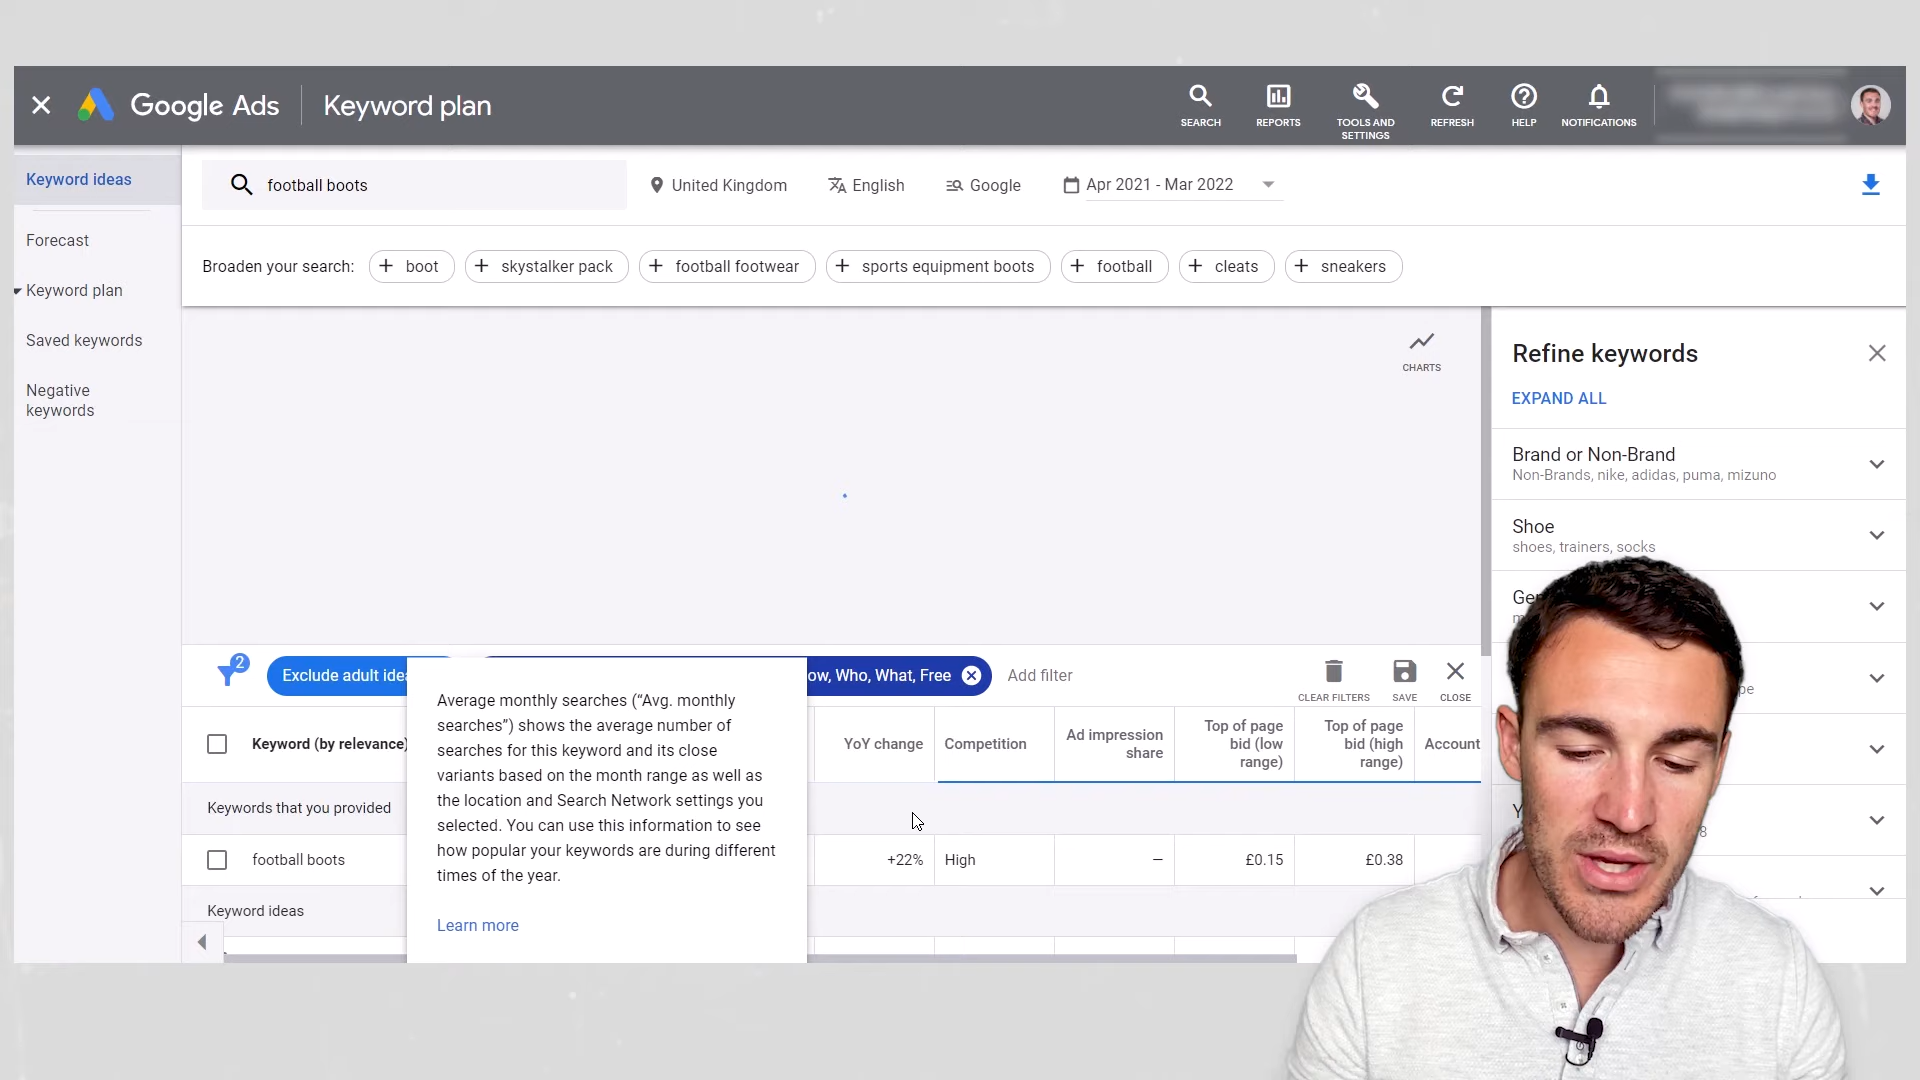 Google Ads
Keyword plan
SEARCH
REPORTS
TOOLS AND
SETTINGS
REFRESH
HELP
NOTIFICATIONS
Keyword ideas
Forecast
Keyword plan
Saved keywords
Negative
keywords
football boots
United Kingdom
English
Google
Apr 2021 - Mar 2022
Broaden your search:
boot
skystalker pack
football footwear
sports equipment boots
football
cleats
sneakers
CHARTS
Refine keywords
EXPAND ALL
Brand or Non-Brand
Non-Brands, nike, adidas, puma, mizuno
Shoe
shoes, trainers, socks
2
Exclude adult idea
ow, Who, What, Free
Add filter
CLEAR FILTERS
SAVE
CLOSE
Keyword (by relevance)
YoY change
Competition
Ad impression
share
Top of page
bid (low
range)
Top of page
bid (high
range)
Account
Average monthly searches (“Avg. monthly
searches”) shows the average number of
searches for this keyword and its close
variants based on the month range as well as
the location and Search Network settings you
selected. You can use this information to see
how popular your keywords are during different
times of the year.
Learn more
Keywords that you provided
football boots
+22%
High
–
£0.15
£0.38
Keyword ideas